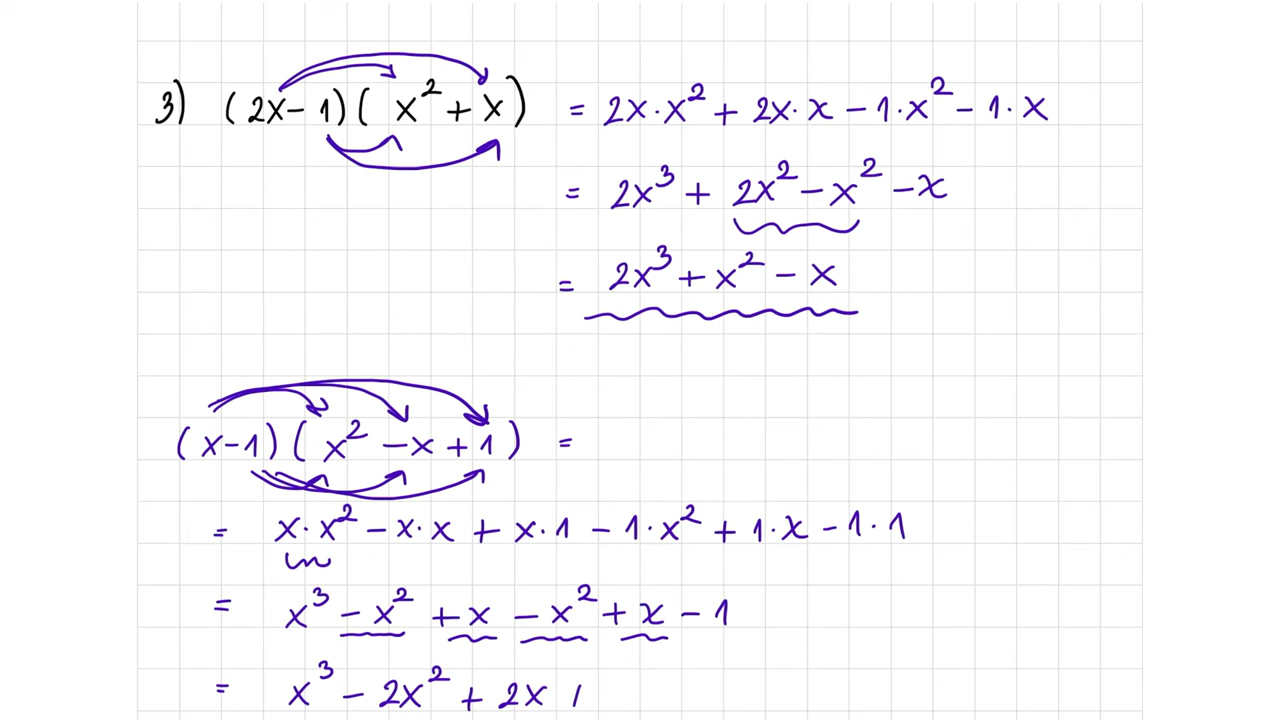 3) (2x - 1)(x² + x) = 2x·x² + 2x·x - 1·x² - 1·x
= 2x³ + 2x² - x² - x
= 2x³ + x² - x
(x - 1)(x² - x + 1) =
= x·x² - x·x + x·1 - 1·x² + 1·x - 1·1
= x³ - x² + x - x² + x - 1
= x³ - 2x² + 2x